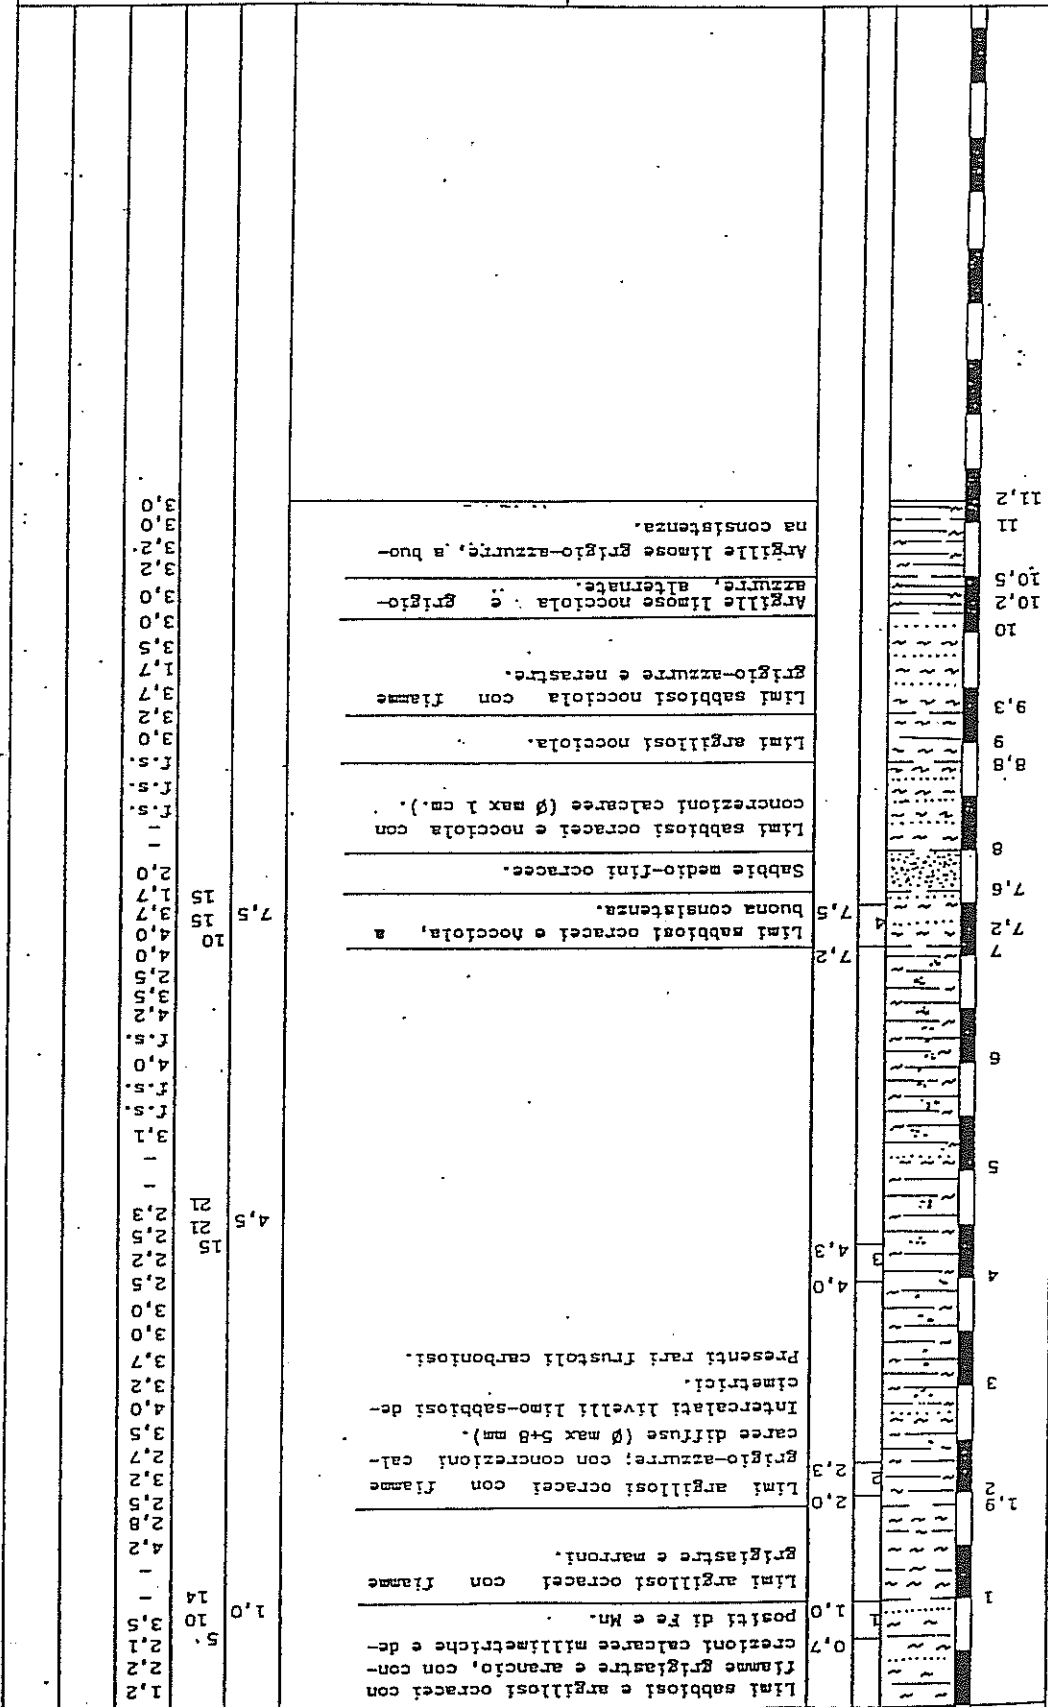 1
1,9
2
3
4
5
6
7
7,2
7,6
8
8,8
9
9,3
10
10,2
10,5
11
11,2
1
2
3
4
0,7
1,0
2,0
2,3
4,0
4,3
7,2
7,5
Limi sabbiosi e argillosi ocracei con
fiamme grigiastre e arancio, con con-
crezioni calcaree millimetriche e de-
positi di Fe e Mn.
Limi argillosi ocracei con fiamme
grigiastre e marroni.
Limi argillosi ocracei con fiamme
grigio-azzurre; con concrezioni cal-
caree diffuse (Ø max 5÷8 mm).
Intercalati livelli limo-sabbiosi de-
cimetrici.
Presenti rari frustoli carboniosi.
Limi sabbiosi ocracei e nocciola, a
buona consistenza.
Sabbie medio-fini ocracee.
Limi sabbiosi ocracei e nocciola con
concrezioni calcaree (Ø max 1 cm.).
Limi argillosi nocciola.
Limi sabbiosi nocciola con fiamme
grigio-azzurre e nerastre.
Argille limose nocciola e grigio-
azzurre, alternate.
Argille limose grigio-azzurre, a buo-
na consistenza.
1,0
4,5
7,5
5
10
14
15
21
21
10
15
15
1,2
2,2
2,1
3,5
–
–
4,2
2,8
2,5
3,2
2,7
3,5
4,0
3,2
3,7
3,0
3,0
2,5
2,2
2,5
2,3
–
–
3,1
f.s.
f.s.
4,0
f.s.
4,2
3,5
2,5
4,0
4,0
3,7
1,7
2,0
–
f.s.
f.s.
f.s.
3,0
3,2
3,7
1,7
3,5
3,0
3,0
3,2
3,2
3,0
3,0